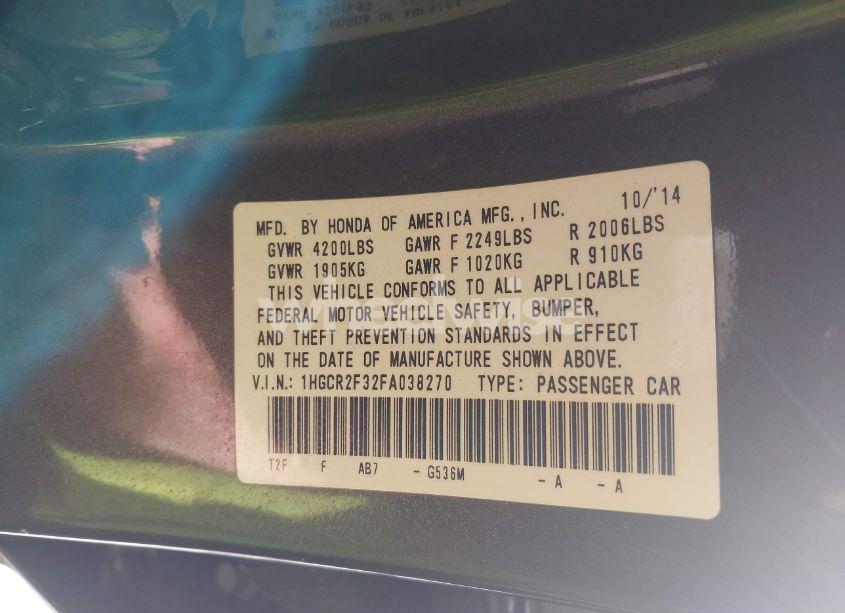 MFD. BY HONDA OF AMERICA MFG., INC. 10/'14
GVWR 4200LBS GAWR F 2249LBS R 2006LBS
GVWR 1905KG GAWR F 1020KG R 910KG
THIS VEHICLE CONFORMS TO ALL APPLICABLE
FEDERAL MOTOR VEHICLE SAFETY, BUMPER,
AND THEFT PREVENTION STANDARDS IN EFFECT
ON THE DATE OF MANUFACTURE SHOWN ABOVE.
V.I.N.: 1HGCR2F32FA038270 TYPE: PASSENGER CAR
T2F F AB7 - G536M - A - A